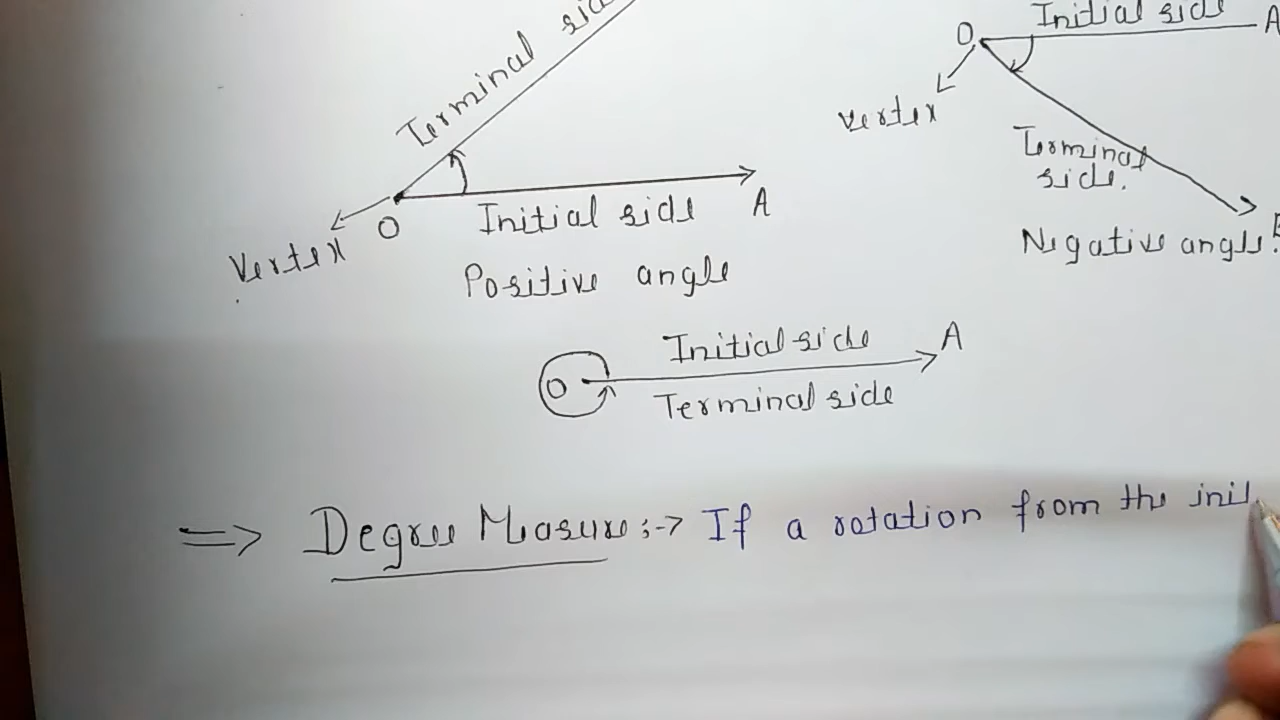 Terminal side
O
Initial side
A
Vertex
Positive angle
O
Initial side
A
Vertex
Terminal
side.
Negative angle.
O
Initial side
A
Terminal side
=> Degree Measure :-> If a rotation from the init